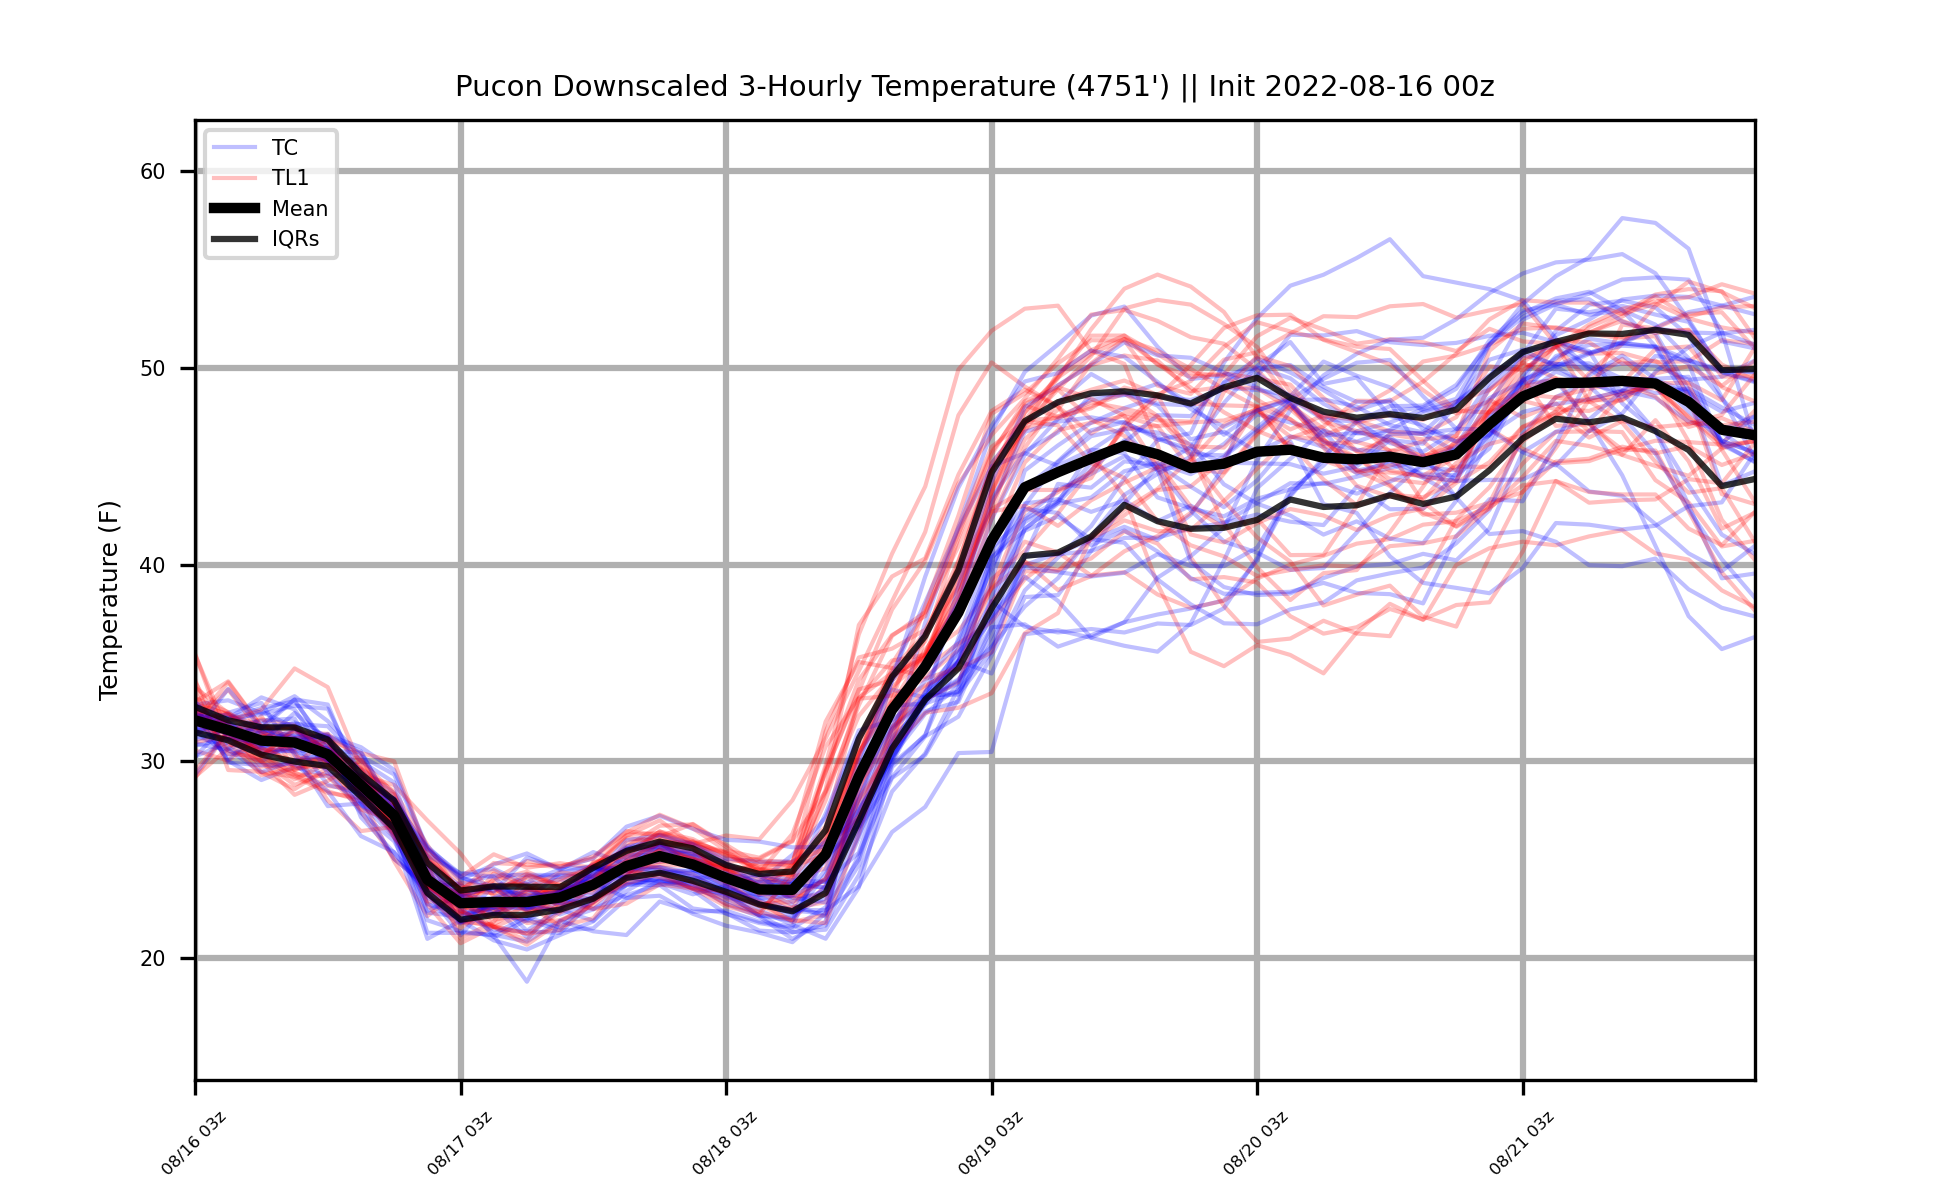 Pucon Downscaled 3-Hourly Temperature (4751') || Init 2022-08-16 00z
TC
TL1
Mean
IQRs
Temperature (F)
60
50
40
30
20
08/16 03z
08/17 03z
08/18 03z
08/19 03z
08/20 03z
08/21 03z